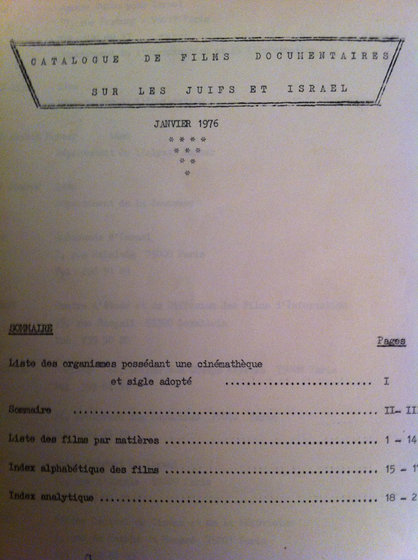 CATALOGUE DE FILMS DOCUMENTAIRES
SUR LES JUIFS ET ISRAEL
JANVIER 1976
* * * *
* * *
* *
*
SOMMAIRE
Pages
Liste des organismes possédant une cinémathèque
et sigle adopté ............................ I
Sommaire ............................ II- II
Liste des films par matières ............................ 1 - 14
Index alphabétique des films ............................ 15 - 1
Index analytique ............................ 18 - 2